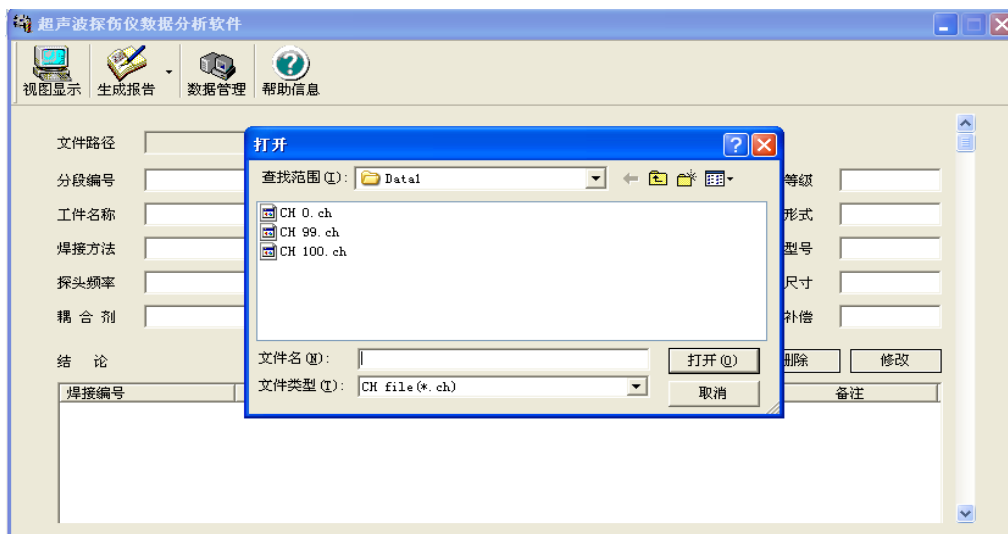 超声波探伤仪数据分析软件
视图显示 生成报告 数据管理 帮助信息
文件路径
打开
查找范围(I): Data1
分段编号
等级
工件名称
形式
焊接方法
型号
探头频率
尺寸
耦 合 剂
补偿
CH 0. ch
CH 99. ch
CH 100. ch
文件名(N):
打开(O)
文件类型(T): CH file(*. ch)
取消
结 论
删除 修改
焊接编号
备注